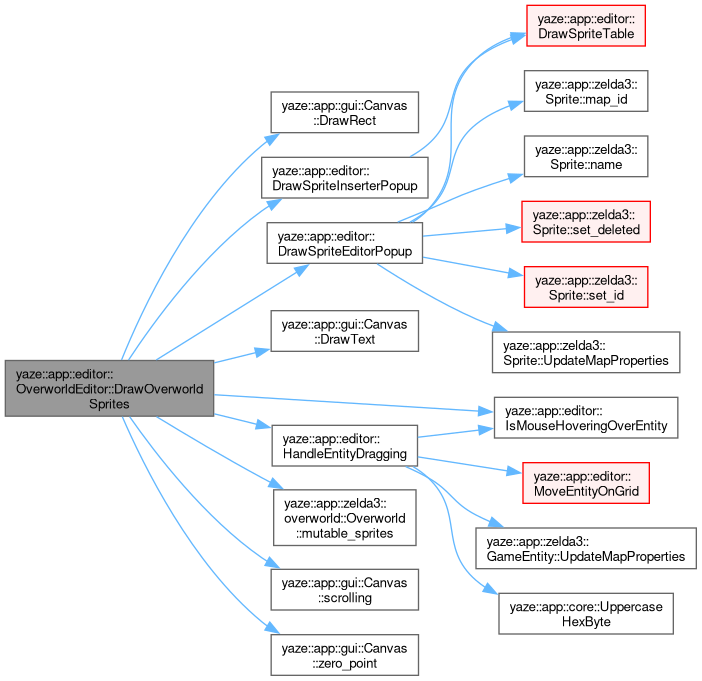 yaze::app::editor::
OverworldEditor::DrawOverworld
Sprites
yaze::app::gui::Canvas
::DrawRect
yaze::app::editor::
DrawSpriteInserterPopup
yaze::app::editor::
DrawSpriteEditorPopup
yaze::app::gui::Canvas
::DrawText
yaze::app::editor::
HandleEntityDragging
yaze::app::zelda3::
overworld::Overworld
::mutable_sprites
yaze::app::gui::Canvas
::scrolling
yaze::app::gui::Canvas
::zero_point
yaze::app::editor::
DrawSpriteTable
yaze::app::zelda3::
Sprite::map_id
yaze::app::zelda3::
Sprite::name
yaze::app::zelda3::
Sprite::set_deleted
yaze::app::zelda3::
Sprite::set_id
yaze::app::zelda3::
Sprite::UpdateMapProperties
yaze::app::editor::
IsMouseHoveringOverEntity
yaze::app::editor::
MoveEntityOnGrid
yaze::app::zelda3::
GameEntity::UpdateMapProperties
yaze::app::core::Uppercase
HexByte